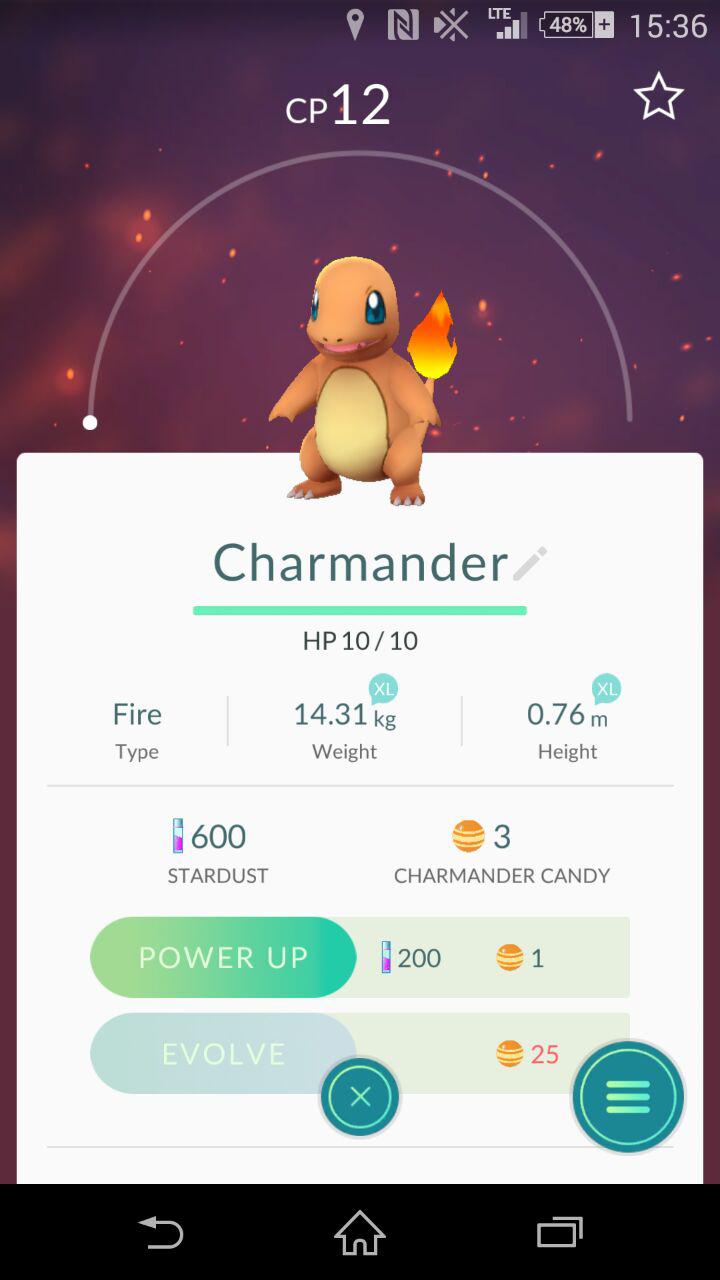 LTE 48% 15:36
CP12
Charmander
HP 10 / 10
XL XL
Fire 14.31 kg 0.76 m
Type Weight Height
600 3
STARDUST CHARMANDER CANDY
POWER UP 200 1
EVOLVE 25